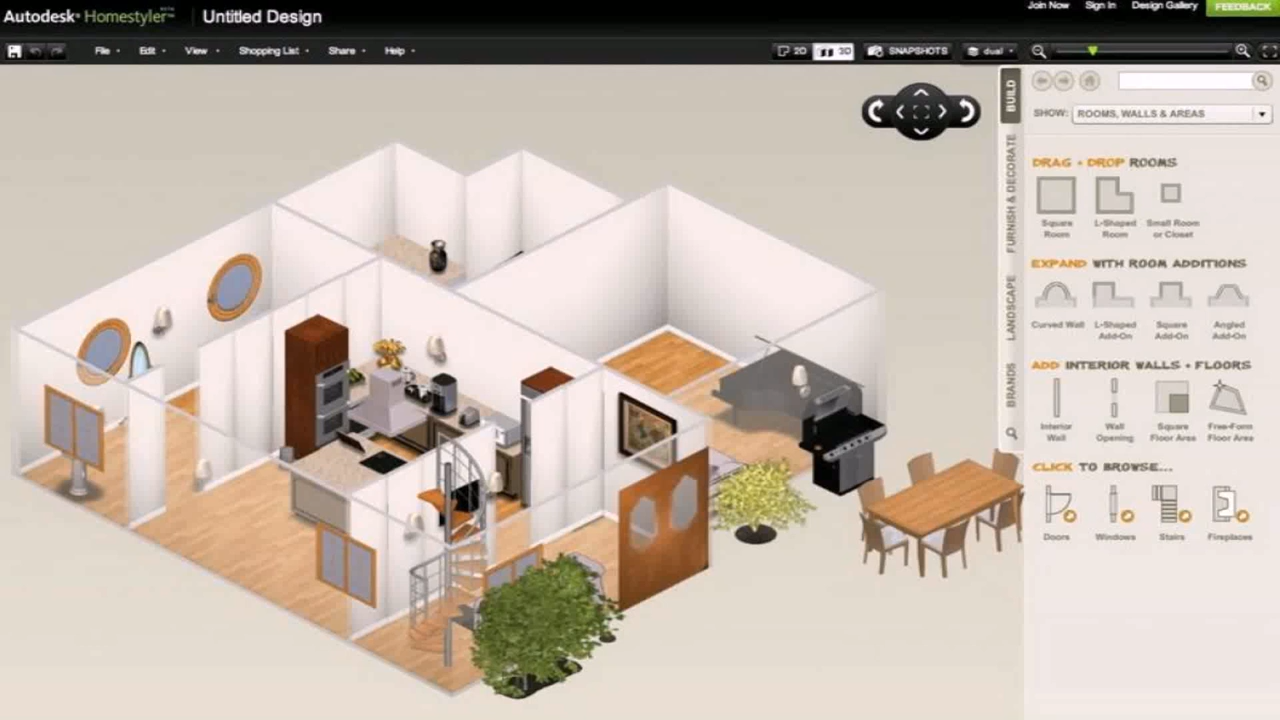 Autodesk® Homestyler™ BETA
Untitled Design
Join Now Sign In Design Gallery FEEDBACK
File Edit View Shopping List Share Help
2D 3D SNAPSHOTS dual
BUILD
FURNISH & DECORATE
LANDSCAPE
BRANDS
SHOW: ROOMS, WALLS & AREAS
DRAG + DROP ROOMS
Square Room
L-Shaped Room
Small Room or Closet
EXPAND WITH ROOM ADDITIONS
Curved Wall
L-Shaped Add-On
Square Add-On
Angled Add-On
ADD INTERIOR WALLS + FLOORS
Interior Wall
Wall Opening
Square Floor Area
Free-Form Floor Area
CLICK TO BROWSE...
Doors Windows Stairs Fireplaces